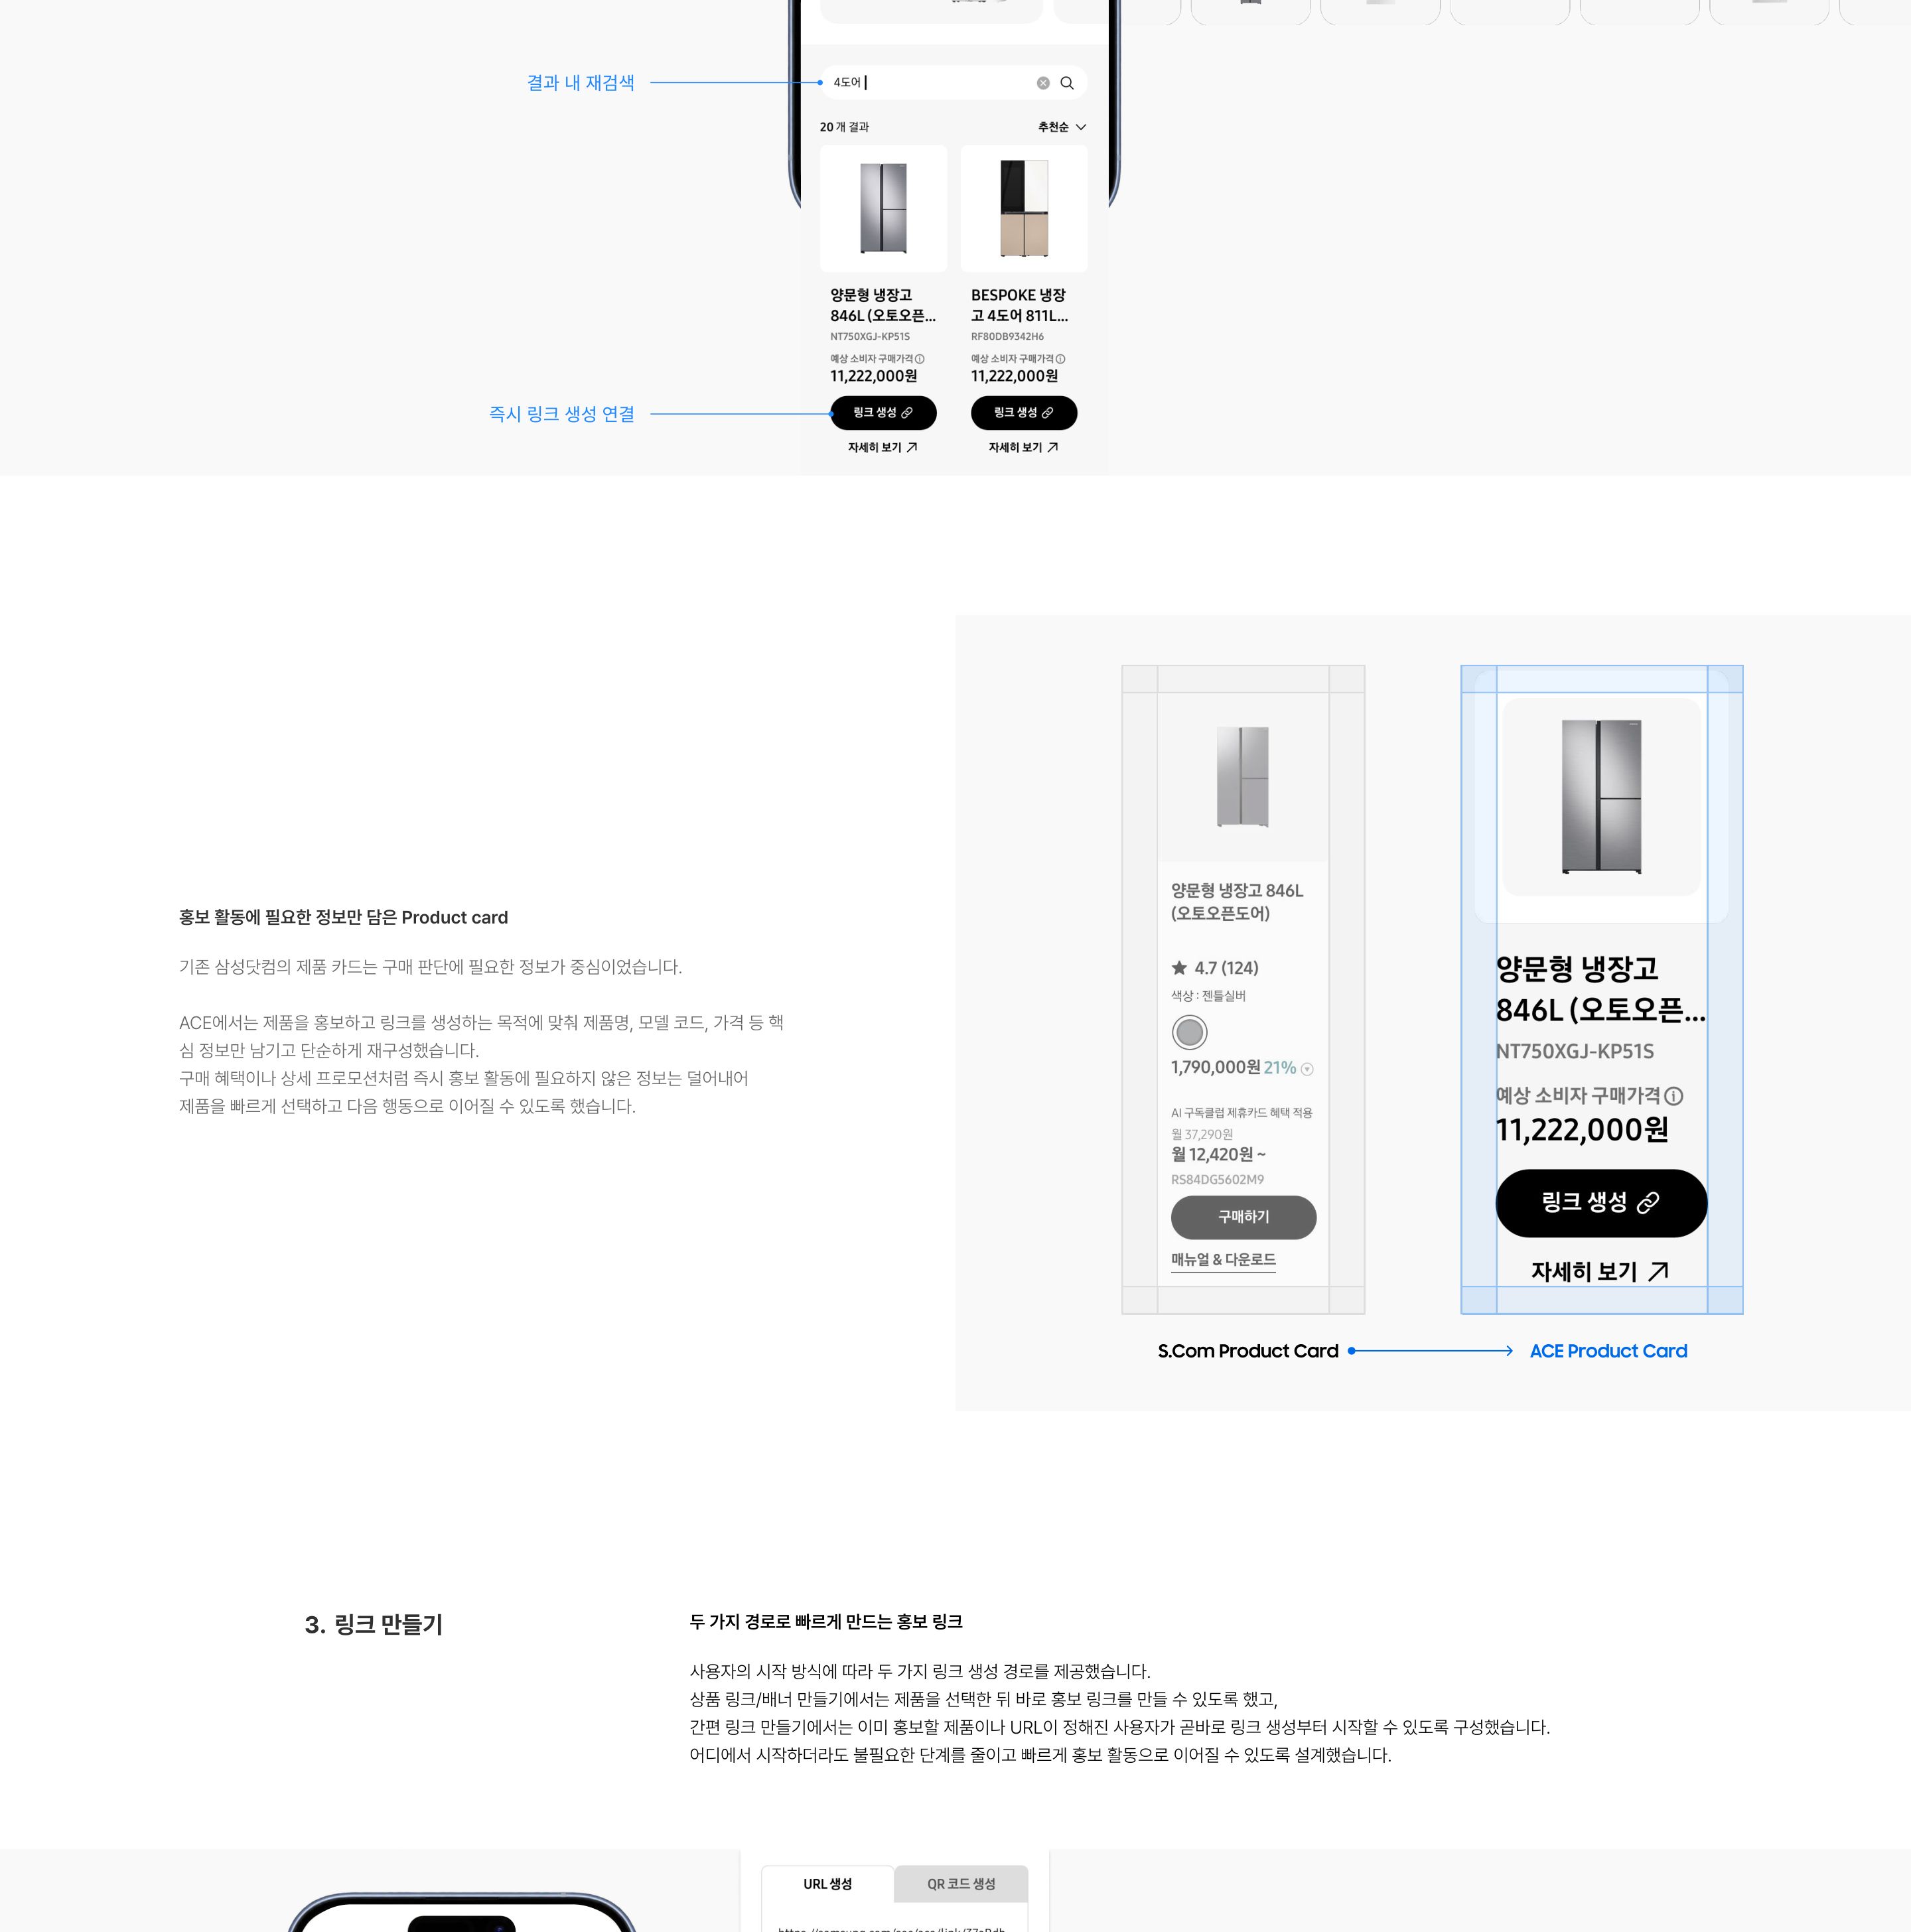 결과 내 재검색
4도어
20개 결과
추천순
양문형 냉장고
846L (오토오픈...
NT750XGJ-KP51S
예상 소비자 구매가격
11,222,000원
링크 생성
자세히 보기
BESPOKE 냉장
고 4도어 811L...
RF80DB9342H6
예상 소비자 구매가격
11,222,000원
링크 생성
자세히 보기
즉시 링크 생성 연결
홍보 활동에 필요한 정보만 담은 Product card
기존 삼성닷컴의 제품 카드는 구매 판단에 필요한 정보가 중심이었습니다.
ACE에서는 제품을 홍보하고 링크를 생성하는 목적에 맞춰 제품명, 모델 코드, 가격 등 핵
심 정보만 남기고 단순하게 재구성했습니다.
구매 혜택이나 상세 프로모션처럼 즉시 홍보 활동에 필요하지 않은 정보는 덜어내어
제품을 빠르게 선택하고 다음 행동으로 이어질 수 있도록 했습니다.
양문형 냉장고 846L
(오토오픈도어)
4.7 (124)
색상 : 젠틀실버
1,790,000원 21%
AI 구독클럽 제휴카드 혜택 적용
월 37,290원
월 12,420원 ~
RS84DG5602M9
구매하기
매뉴얼 & 다운로드
양문형 냉장고
846L (오토오픈...
NT750XGJ-KP51S
예상 소비자 구매가격
11,222,000원
링크 생성
자세히 보기
S.Com Product Card
ACE Product Card
3. 링크 만들기
두 가지 경로로 빠르게 만드는 홍보 링크
사용자의 시작 방식에 따라 두 가지 링크 생성 경로를 제공했습니다.
상품 링크/배너 만들기에서는 제품을 선택한 뒤 바로 홍보 링크를 만들 수 있도록 했고,
간편 링크 만들기에서는 이미 홍보할 제품이나 URL이 정해진 사용자가 곧바로 링크 생성부터 시작할 수 있도록 구성했습니다.
어디에서 시작하더라도 불필요한 단계를 줄이고 빠르게 홍보 활동으로 이어질 수 있도록 설계했습니다.
URL 생성
QR 코드 생성